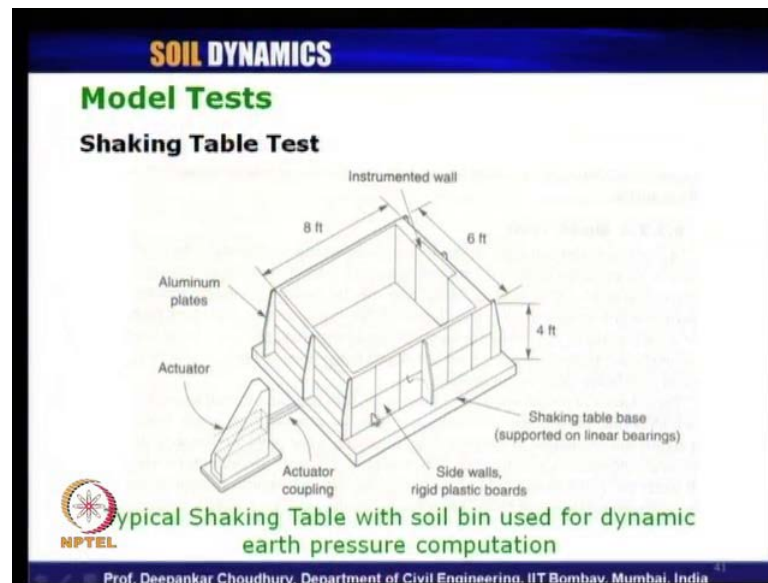 SOIL DYNAMICS
Model Tests
Shaking Table Test
Instrumented wall
8 ft
6 ft
Aluminum
plates
4 ft
Actuator
Shaking table base
(supported on linear bearings)
Actuator
coupling
Side walls,
rigid plastic boards
ypical Shaking Table with soil bin used for dynamic
earth pressure computation
NPTEL
Prof. Deepankar Choudhury, Department of Civil Engineering, IIT Bombay, Mumbai, India
41